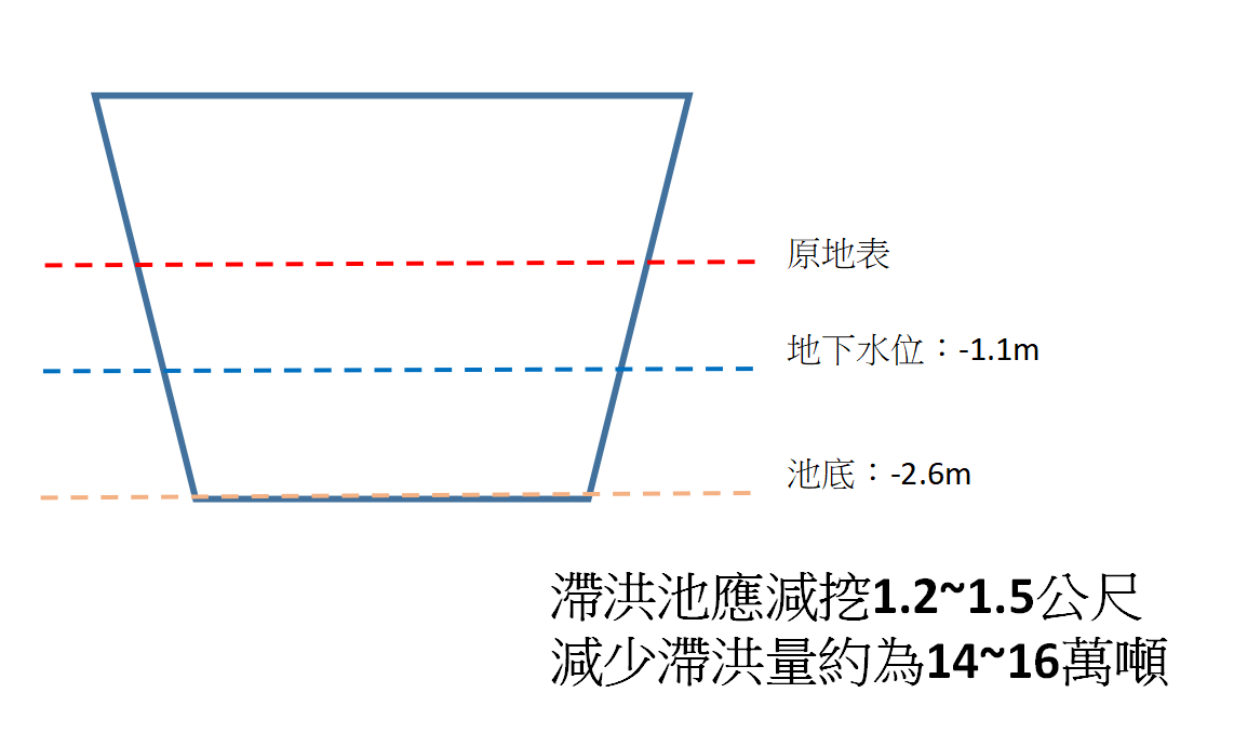 原地表
地下水位：-1.1m
池底：-2.6m
滯洪池應減挖1.2~1.5公尺
減少滯洪量約為14~16萬噸